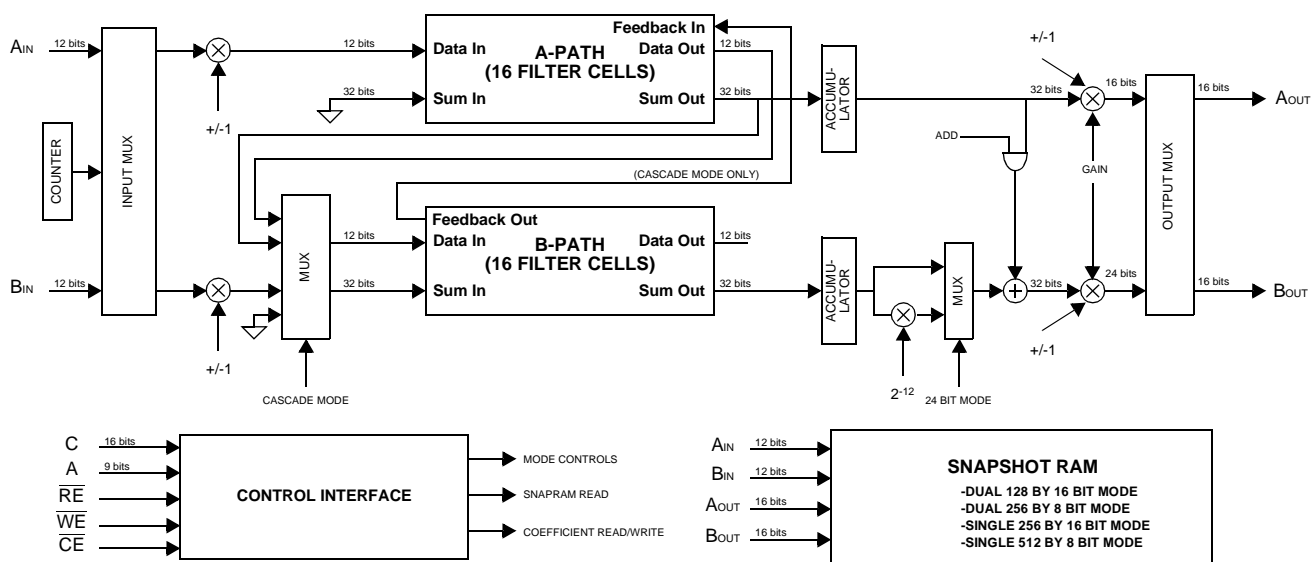 +/-1
Feedback In
AIN 12 bits
12 bits
Data In
A-PATH
Data Out 12 bits
(16 FILTER CELLS)
32 bits
Sum In
Sum Out 32 bits
+/-1
COUNTER
INPUT MUX
ACCUMU-
LATOR
32 bits
16 bits
16 bits
AOUT
ADD
GAIN
OUTPUT MUX
(CASCADE MODE ONLY)
Feedback Out
MUX
12 bits
Data In
B-PATH
Data Out 12 bits
(16 FILTER CELLS)
BIN 12 bits
32 bits
Sum In
Sum Out 32 bits
ACCUMU-
LATOR
MUX
32 bits
24 bits
16 bits
BOUT
+/-1
+/-1
2-12
CASCADE MODE
24 BIT MODE
C 16 bits
A 9 bits
RE
WE
CE
CONTROL INTERFACE
MODE CONTROLS
SNAPRAM READ
COEFFICIENT READ/WRITE
AIN 12 bits
BIN 12 bits
AOUT 16 bits
BOUT 16 bits
SNAPSHOT RAM
-DUAL 128 BY 16 BIT MODE
-DUAL 256 BY 8 BIT MODE
-SINGLE 256 BY 16 BIT MODE
-SINGLE 512 BY 8 BIT MODE